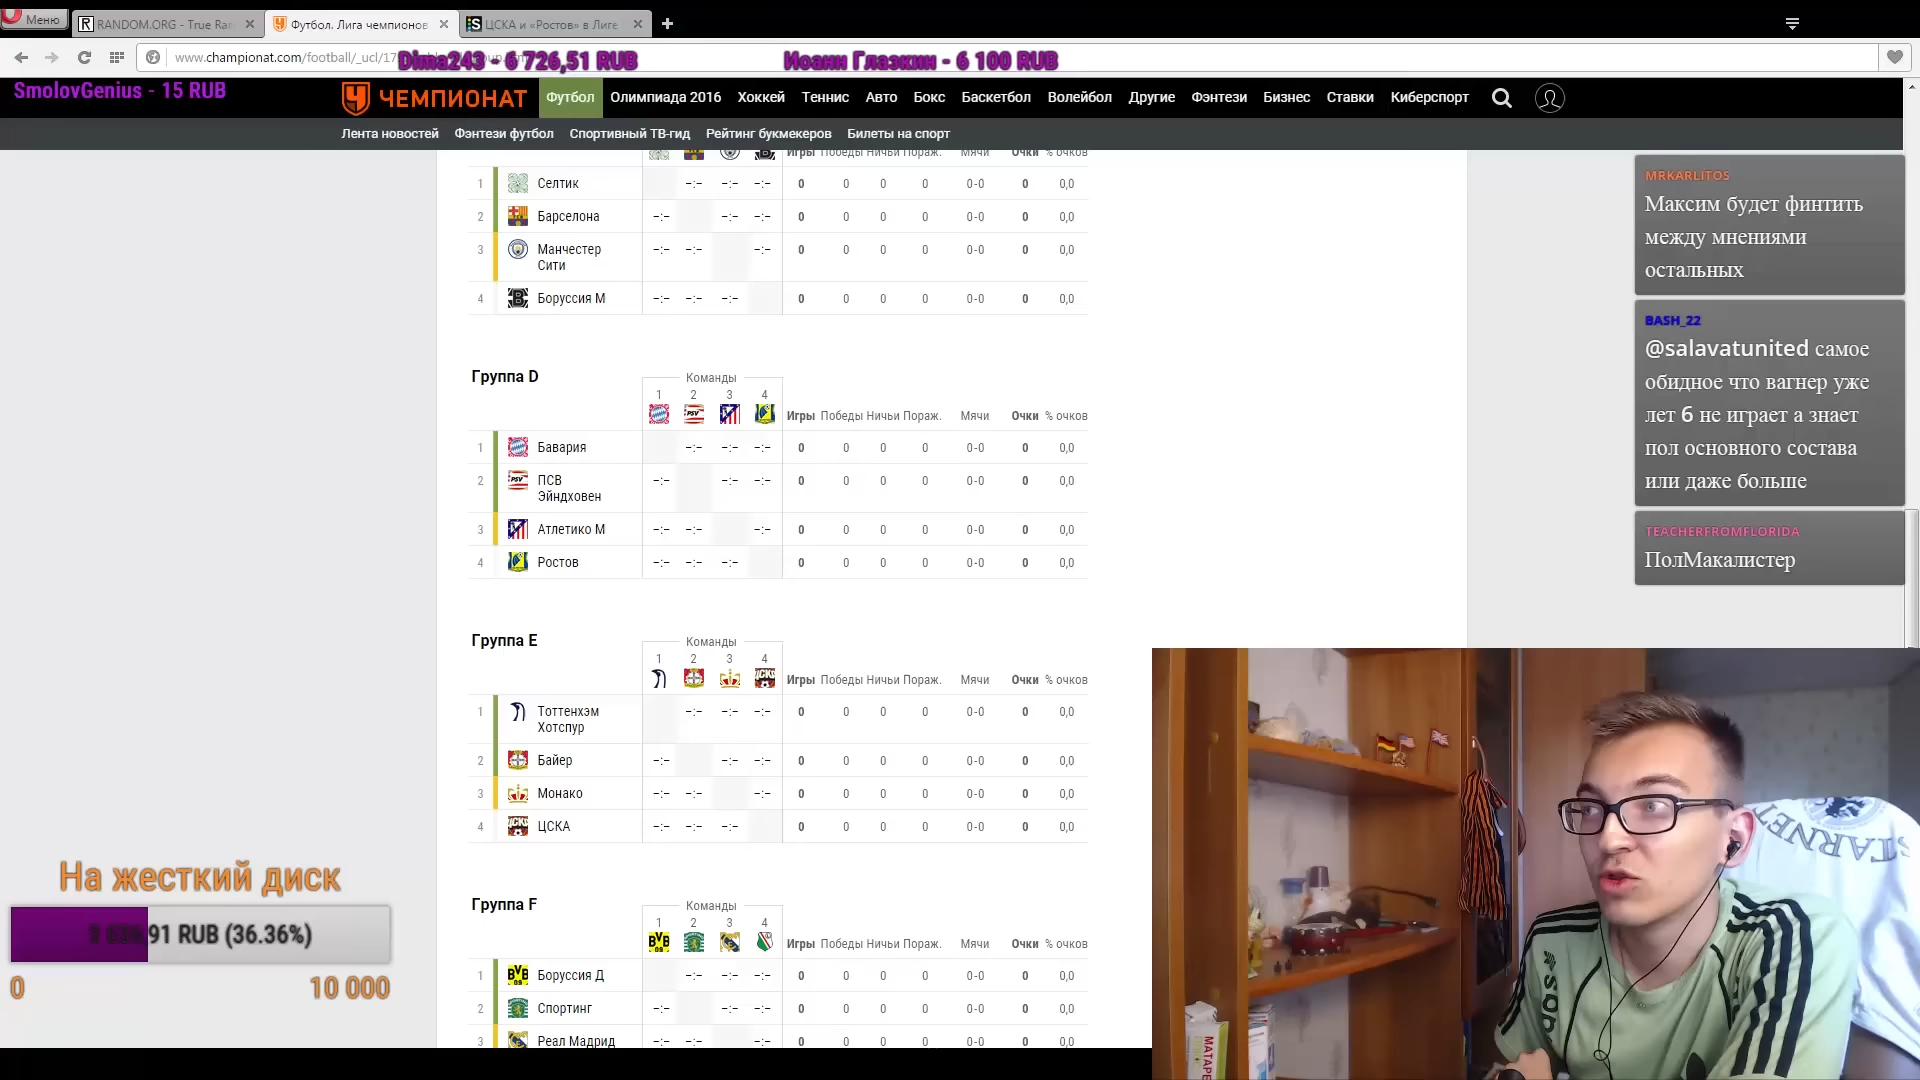 Меню
RANDOM.ORG - True Ran
Футбол. Лига чемпионов
ЦСКА и «Ростов» в Лиге
www.championat.com/football/_ucl/17
Dima243 - 6 726,51 RUB
Иоанн Глазкин - 6 100 RUB
SmolovGenius - 15 RUB
ЧЕМПИОНАТ
Футбол Олимпиада 2016 Хоккей Теннис Авто Бокс Баскетбол Волейбол Другие Фэнтези Бизнес Ставки Киберспорт
Лента новостей Фэнтези футбол Спортивный ТВ-гид Рейтинг букмекеров Билеты на спорт
Игры Победы Ничьи Пораж. Мячи Очки % очков
1 Селтик -:- -:- -:- 0 0 0 0 0-0 0 0,0
2 Барселона -:- -:- -:- 0 0 0 0 0-0 0 0,0
3 Манчестер Сити -:- -:- -:- 0 0 0 0 0-0 0 0,0
4 Боруссия М -:- -:- -:- 0 0 0 0 0-0 0 0,0
Группа D
Команды
1 2 3 4
Игры Победы Ничьи Пораж. Мячи Очки % очков
1 Бавария -:- -:- -:- 0 0 0 0 0-0 0 0,0
2 ПСВ Эйндховен -:- -:- -:- 0 0 0 0 0-0 0 0,0
3 Атлетико М -:- -:- -:- 0 0 0 0 0-0 0 0,0
4 Ростов -:- -:- -:- 0 0 0 0 0-0 0 0,0
Группа E
Команды
1 2 3 4
Игры Победы Ничьи Пораж. Мячи Очки % очков
1 Тоттенхэм Хотспур -:- -:- -:- 0 0 0 0 0-0 0 0,0
2 Байер -:- -:- -:- 0 0 0 0 0-0 0 0,0
3 Монако -:- -:- -:- 0 0 0 0 0-0 0 0,0
4 ЦСКА -:- -:- -:- 0 0 0 0 0-0 0 0,0
Группа F
Команды
1 2 3 4
Игры Победы Ничьи Пораж. Мячи Очки % очков
1 Боруссия Д -:- -:- -:- 0 0 0 0 0-0 0 0,0
2 Спортинг -:- -:- -:- 0 0 0 0 0-0 0 0,0
3 Реал Мадрид -:- -:- -:- 0 0 0 0 0-0 0 0,0
MRKARLITOS
Максим будет финтить
между мнениями
остальных
BASH_22
@salavatunited самое
обидное что вагнер уже
лет 6 не играет а знает
пол основного состава
или даже больше
TEACHERFROMFLORIDA
ПолМакалистер
На жесткий диск
91 RUB (36.36%)
0 10 000